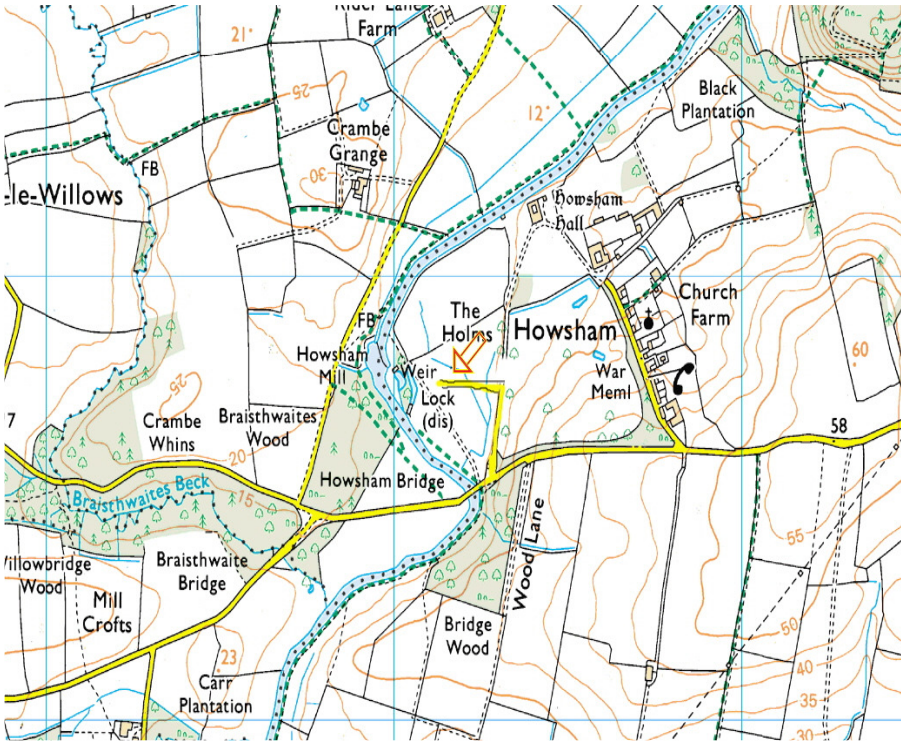 Rider Lane
Farm
21
25
12
Black
Plantation
Crambe
Grange
30
FB
-le-Willows
Howsham
Hall
The
Holms
Howsham
Church
Farm
FB
Howsham
Mill
Weir
Lock
(dis)
War
Meml
60
25
Crambe
Whins
Braisthwaites
Wood
7
20
58
Howsham Bridge
Braisthwaites Beck
15
Wood Lane
55
Willowbridge
Wood
Braisthwaite
Bridge
Mill
Crofts
Bridge
Wood
50
23
Carr
Plantation
40
35
30